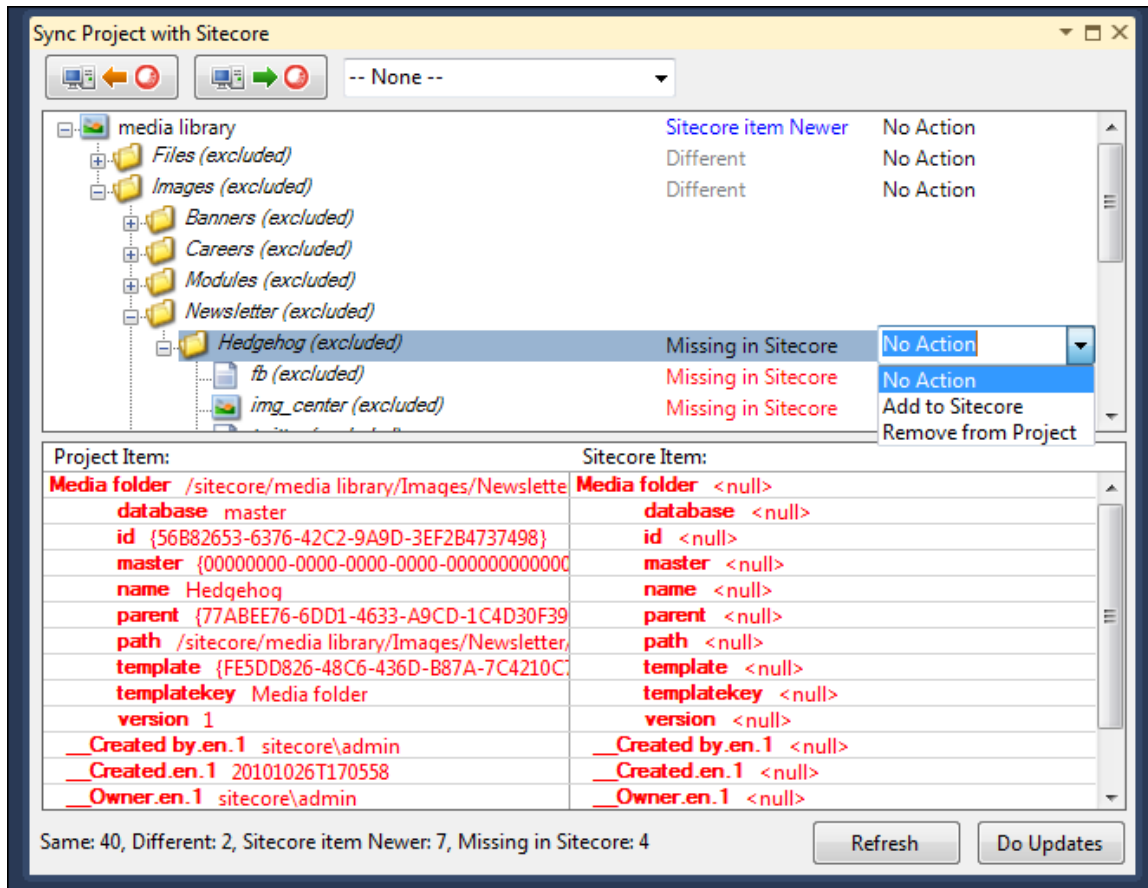 Sync Project with Sitecore
-- None --
media library Sitecore item Newer No Action
Files (excluded) Different No Action
Images (excluded) Different No Action
Banners (excluded)
Careers (excluded)
Modules (excluded)
Newsletter (excluded)
Hedgehog (excluded) Missing in Sitecore No Action
fb (excluded) Missing in Sitecore No Action
img_center (excluded) Missing in Sitecore Add to Sitecore
Remove from Project
Project Item: Sitecore Item:
Media folder /sitecore/media library/Images/Newslette Media folder <null>
database master database <null>
id {56B82653-6376-42C2-9A9D-3EF2B4737498} id <null>
master {00000000-0000-0000-0000-000000000000 master <null>
name Hedgehog name <null>
parent {77ABEE76-6DD1-4633-A9CD-1C4D30F39 parent <null>
path /sitecore/media library/Images/Newsletter/ path <null>
template {FE5DD826-48C6-436D-B87A-7C4210C7 template <null>
templatekey Media folder templatekey <null>
version 1 version <null>
__Created by.en.1 sitecore\admin __Created by.en.1 <null>
__Created.en.1 20101026T170558 __Created.en.1 <null>
__Owner.en.1 sitecore\admin __Owner.en.1 <null>
Same: 40, Different: 2, Sitecore item Newer: 7, Missing in Sitecore: 4 Refresh Do Updates